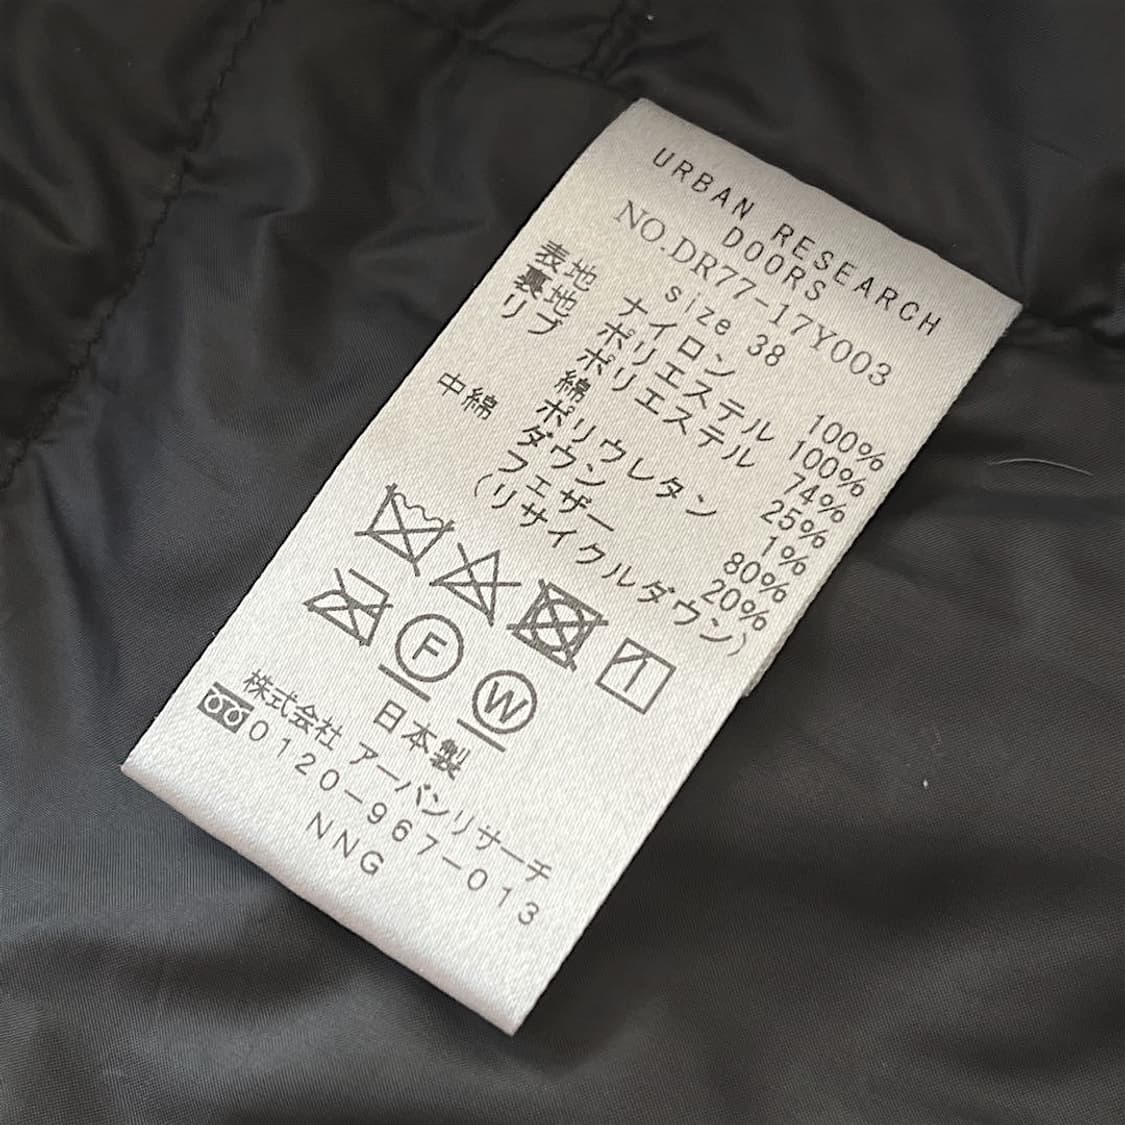 URBAN RESEARCH
DOORS
NO.DR77-17Y003
size 38
表地 ナイロン 100%
裏地 ポリエステル 100%
リブ ポリエステル 74%
綿 25%
ポリウレタン 1%
中綿 ダウン 80%
フェザー 20%
(リサイクルダウン)
F W
日本製
株式会社 アーバンリサーチ
0120-967-013
NNG